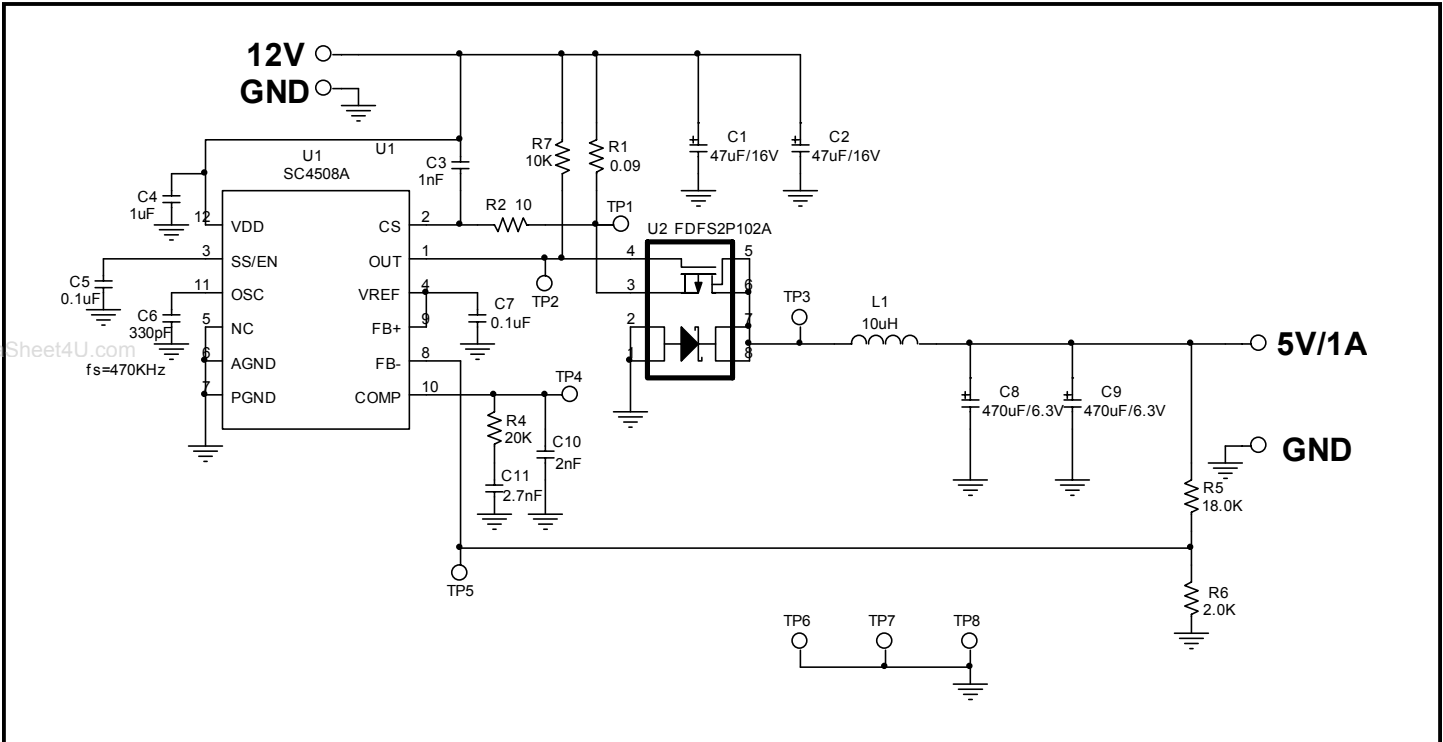 12V
GND
U1
U1
SC4508A
C4
1uF
C5
0.1uF
C6
330pF
fs=470KHz
aSheet4U.com
12 VDD
3 SS/EN
11 OSC
5 NC
6 AGND
7 PGND
CS 2
OUT 1
VREF 4
FB+ 9
FB- 8
COMP 10
C3
1nF
R2 10
R7
10K
R1
0.09
TP1
TP2
C7
0.1uF
C1
47uF/16V
C2
47uF/16V
U2 FDFS2P102A
4
3
2
1
5
6
7
8
TP3
L1
10uH
5V/1A
C8
470uF/6.3V
C9
470uF/6.3V
GND
TP4
R4
20K
C10
2nF
C11
2.7nF
R5
18.0K
TP5
R6
2.0K
TP6
TP7
TP8